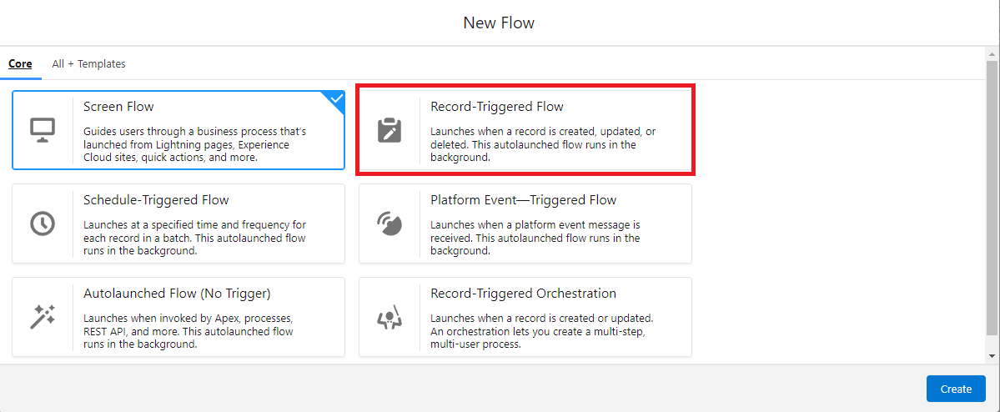 New Flow
Core
All + Templates
Screen Flow
Guides users through a business process that's
launched from Lightning pages, Experience
Cloud sites, quick actions, and more.
Record-Triggered Flow
Launches when a record is created, updated, or
deleted. This autolaunched flow runs in the
background.
Schedule-Triggered Flow
Launches at a specified time and frequency for
each record in a batch. This autolaunched flow
runs in the background.
Platform Event—Triggered Flow
Launches when a platform event message is
received. This autolaunched flow runs in the
background.
Autolaunched Flow (No Trigger)
Launches when invoked by Apex, processes,
REST API, and more. This autolaunched flow
runs in the background.
Record-Triggered Orchestration
Launches when a record is created or updated.
An orchestration lets you create a multi-step,
multi-user process.
Create